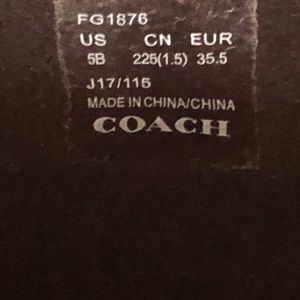 FG1876
US CN EUR
5B 225(1.5) 35.5
J17/115
MADE IN CHINA/CHINA
COACH